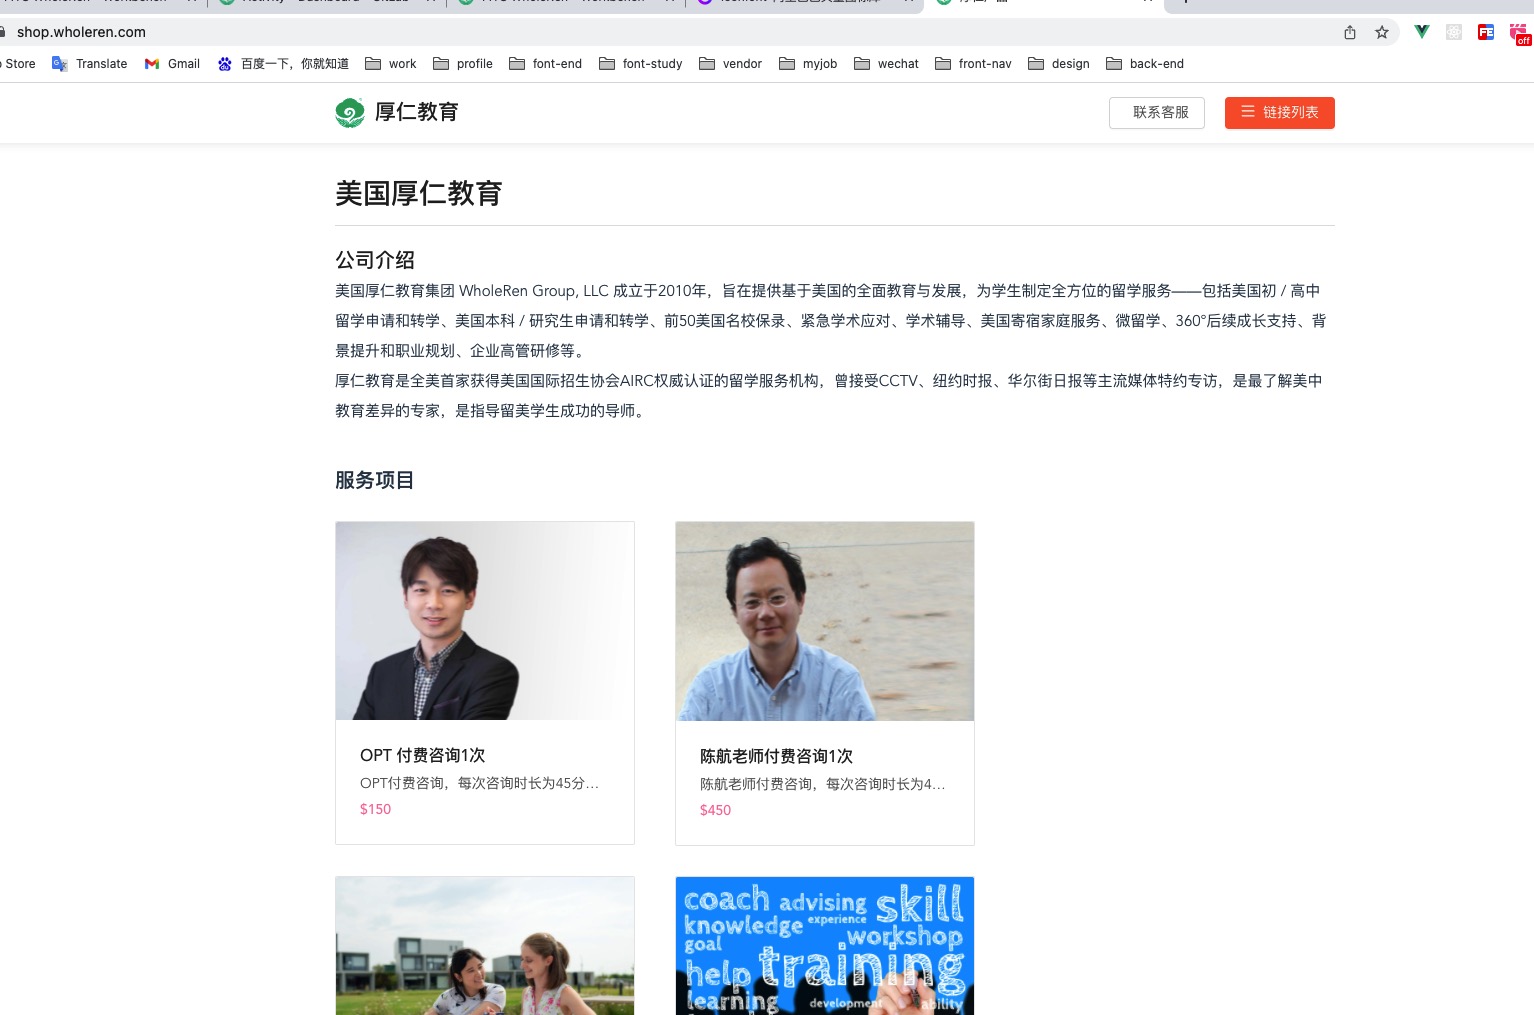 shop.wholeren.com
off
Store
Translate
Gmail
百度一下，你就知道
work
profile
font-end
font-study
vendor
myjob
wechat
front-nav
design
back-end
厚仁教育
联系客服
链接列表
美国厚仁教育
公司介绍
美国厚仁教育集团 WholeRen Group, LLC 成立于2010年，旨在提供基于美国的全面教育与发展，为学生制定全方位的留学服务——包括美国初 / 高中
留学申请和转学、美国本科 / 研究生申请和转学、前50美国名校保录、紧急学术应对、学术辅导、美国寄宿家庭服务、微留学、360°后续成长支持、背
景提升和职业规划、企业高管研修等。
厚仁教育是全美首家获得美国国际招生协会AIRC权威认证的留学服务机构，曾接受CCTV、纽约时报、华尔街日报等主流媒体特约专访，是最了解美中
教育差异的专家，是指导留美学生成功的导师。
服务项目
OPT 付费咨询1次
OPT付费咨询，每次咨询时长为45分...
$150
陈航老师付费咨询1次
陈航老师付费咨询，每次咨询时长为4...
$450
coach advising skill
knowledge experience
goal workshop
help training
learning development ability